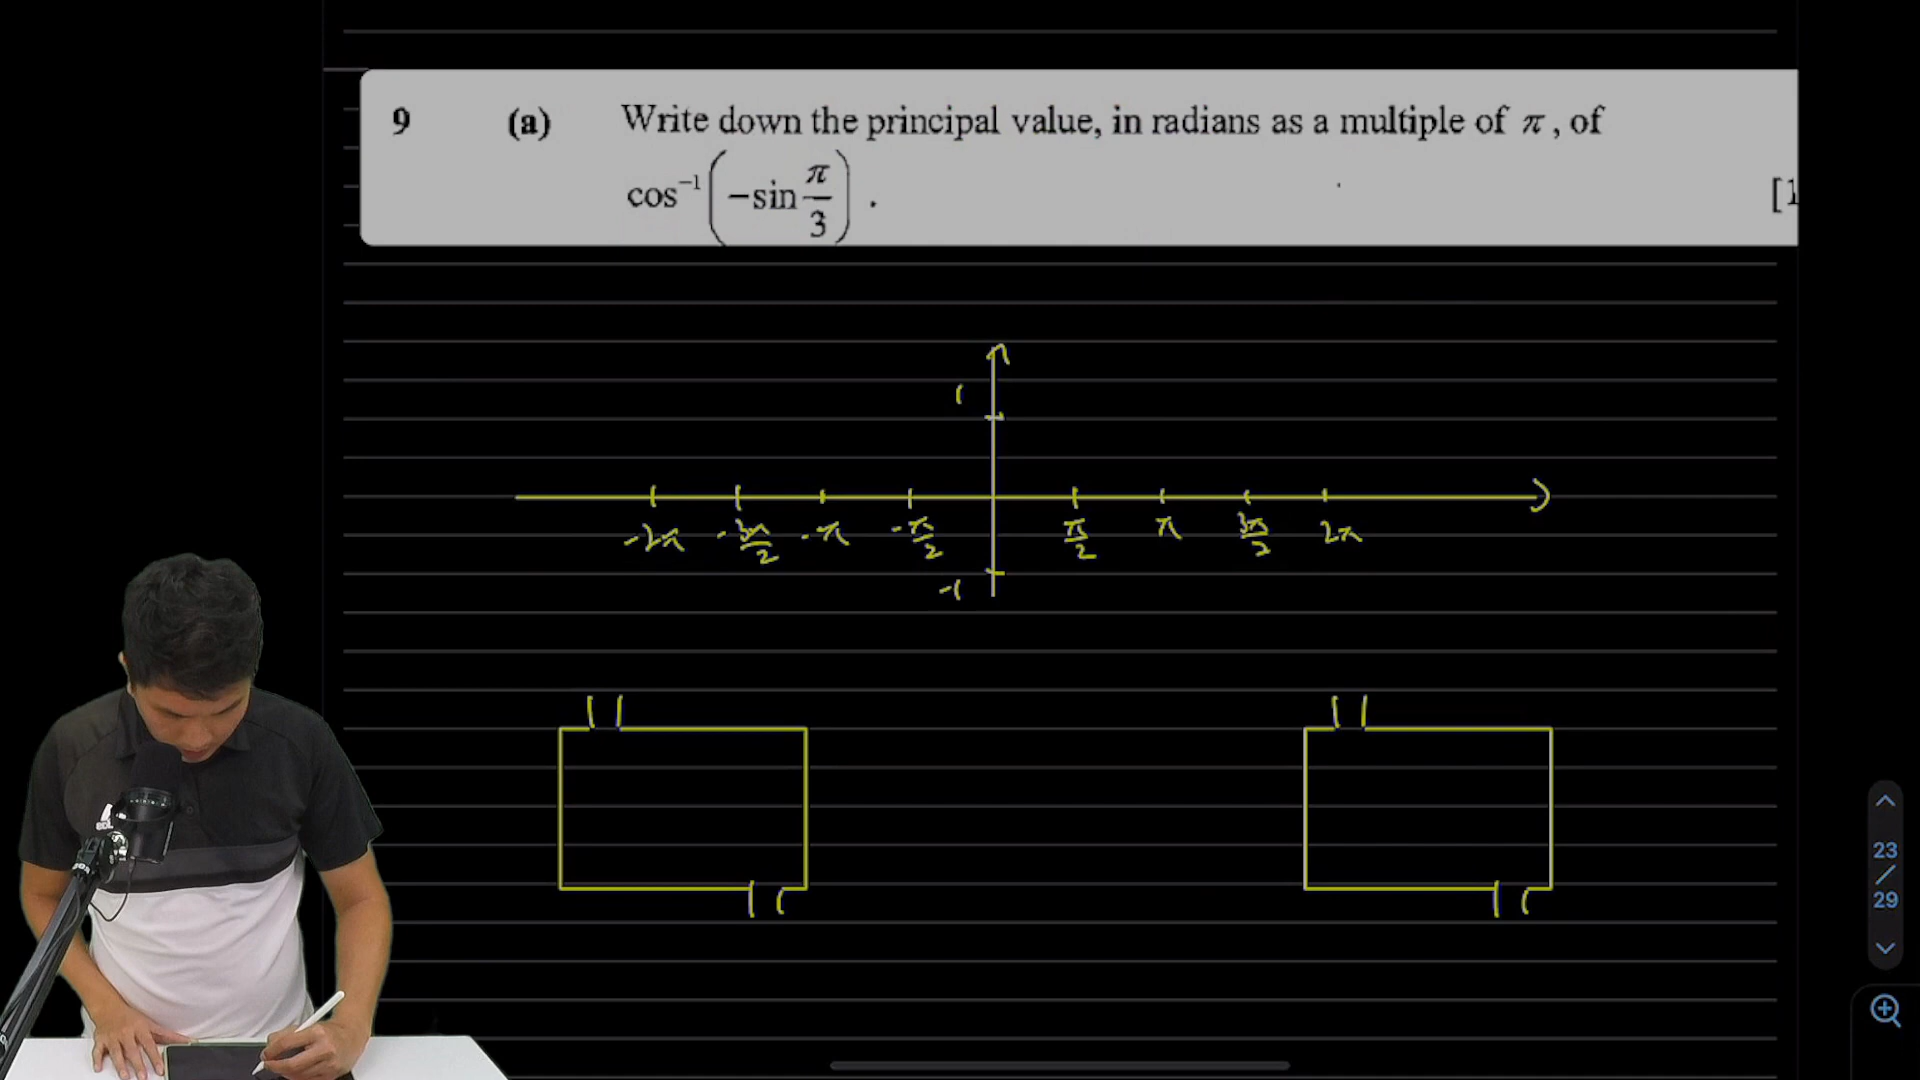 9 (a) Write down the principal value, in radians as a multiple of π, of
cos⁻¹(−sin π/3). [1
1
-2π -3π/2 -π -π/2 π/2 π 3π/2 2π
-1
23
/
29